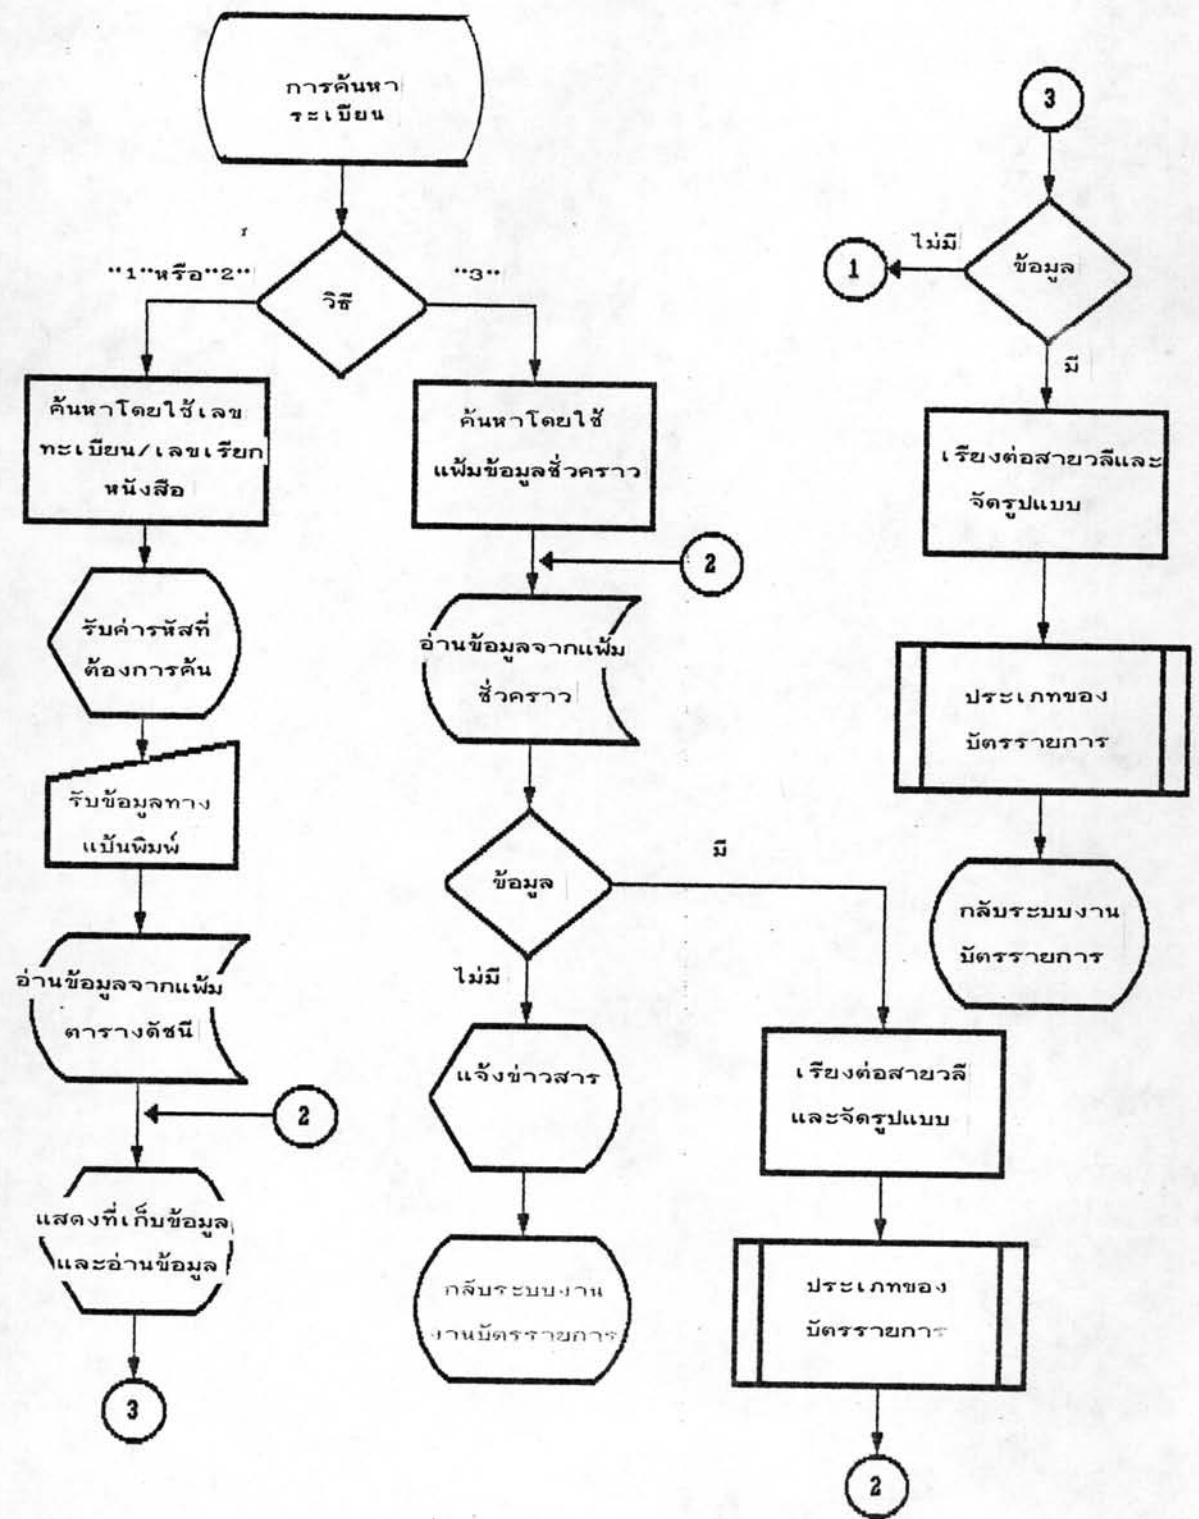 การค้นหา
ระเบียน
"1"หรือ"2"
"3"
วิธี
ค้นหาโดยใช้เลข
ทะเบียน/เลขเรียก
หนังสือ
รับค่ารหัสที่
ต้องการค้น
รับข้อมูลทาง
แป้นพิมพ์
อ่านข้อมูลจากแฟ้ม
ตารางดัชนี
2
แสดงที่เก็บข้อมูล
และอ่านข้อมูล
3
ค้นหาโดยใช้
แฟ้มข้อมูลชั่วคราว
2
อ่านข้อมูลจากแฟ้ม
ชั่วคราว
ข้อมูล
มี
ไม่มี
แจ้งข่าวสาร
กลับระบบงาน
งานบัตรรายการ
เรียงต่อสายวลี
และจัดรูปแบบ
ประเภทของ
บัตรรายการ
2
3
ไม่มี
1
ข้อมูล
มี
เรียงต่อสายวลีและ
จัดรูปแบบ
ประเภทของ
บัตรรายการ
กลับระบบงาน
บัตรรายการ